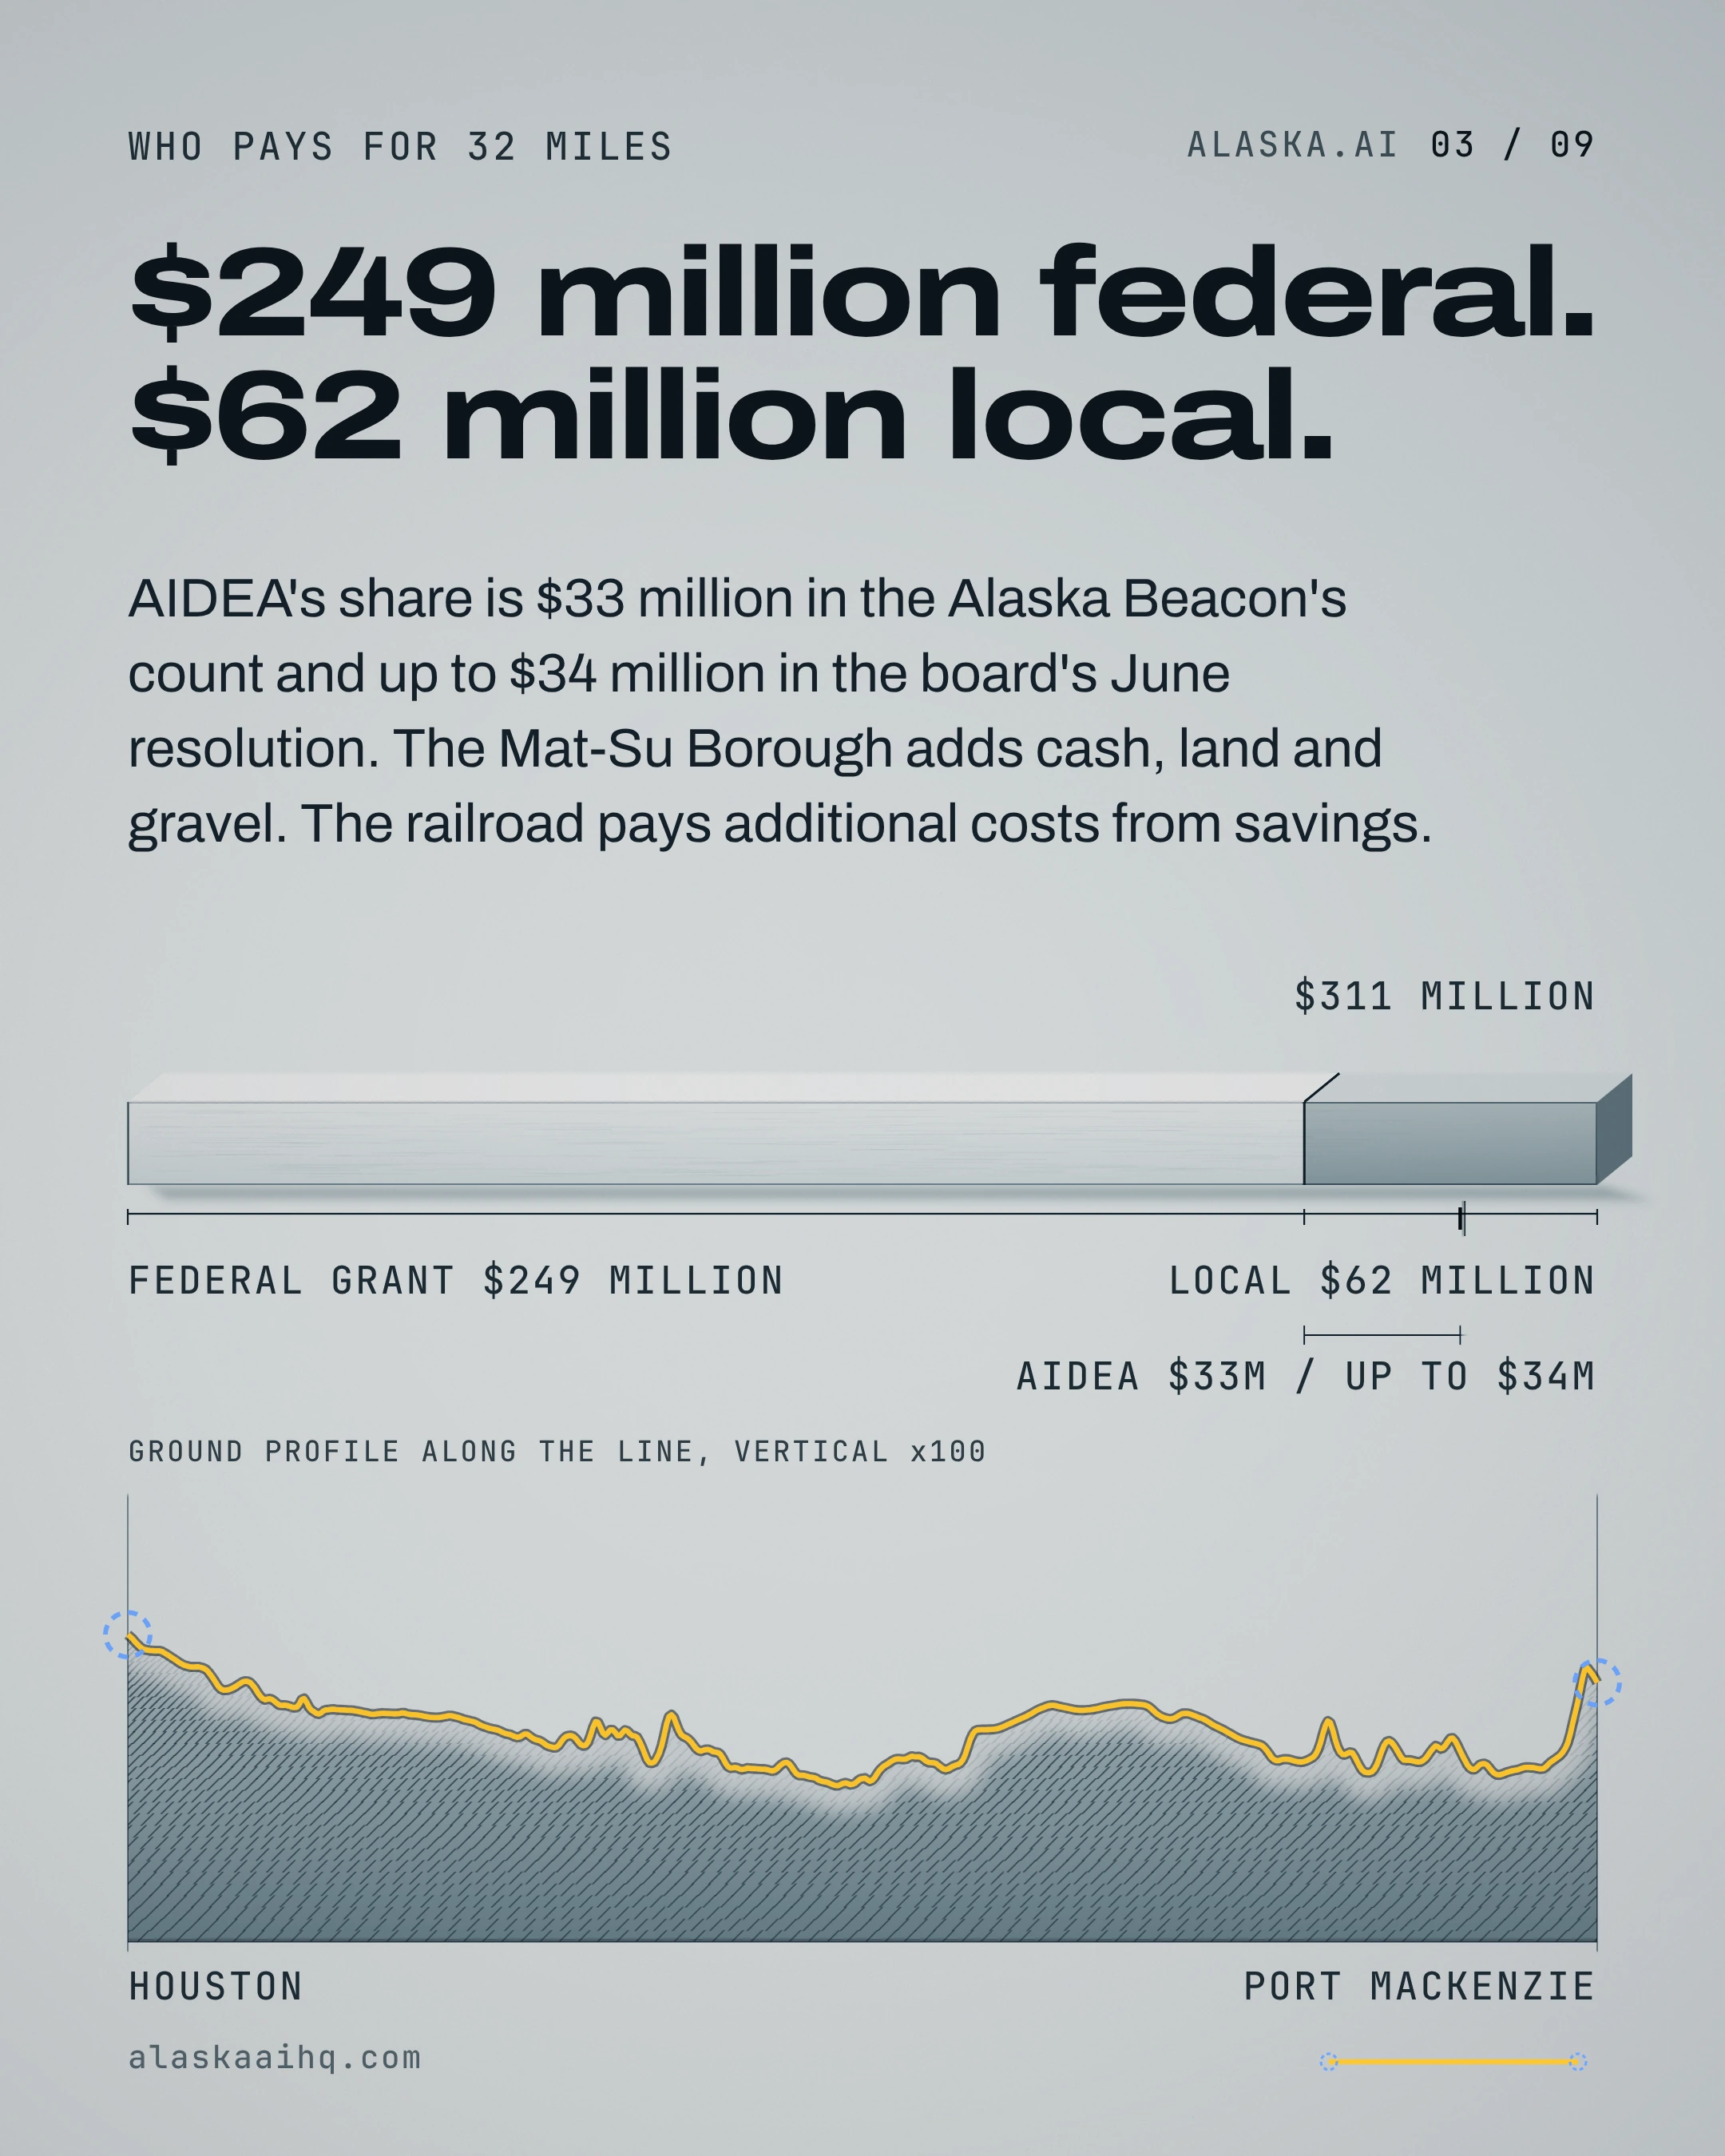 WHO PAYS FOR 32 MILES
ALASKA.AI 03 / 09
$249 million federal.
$62 million local.
AIDEA's share is $33 million in the Alaska Beacon's
count and up to $34 million in the board's June
resolution. The Mat-Su Borough adds cash, land and
gravel. The railroad pays additional costs from savings.
$311 MILLION
FEDERAL GRANT $249 MILLION
LOCAL $62 MILLION
AIDEA $33M / UP TO $34M
GROUND PROFILE ALONG THE LINE, VERTICAL x100
HOUSTON
PORT MACKENZIE
alaskaaihq.com